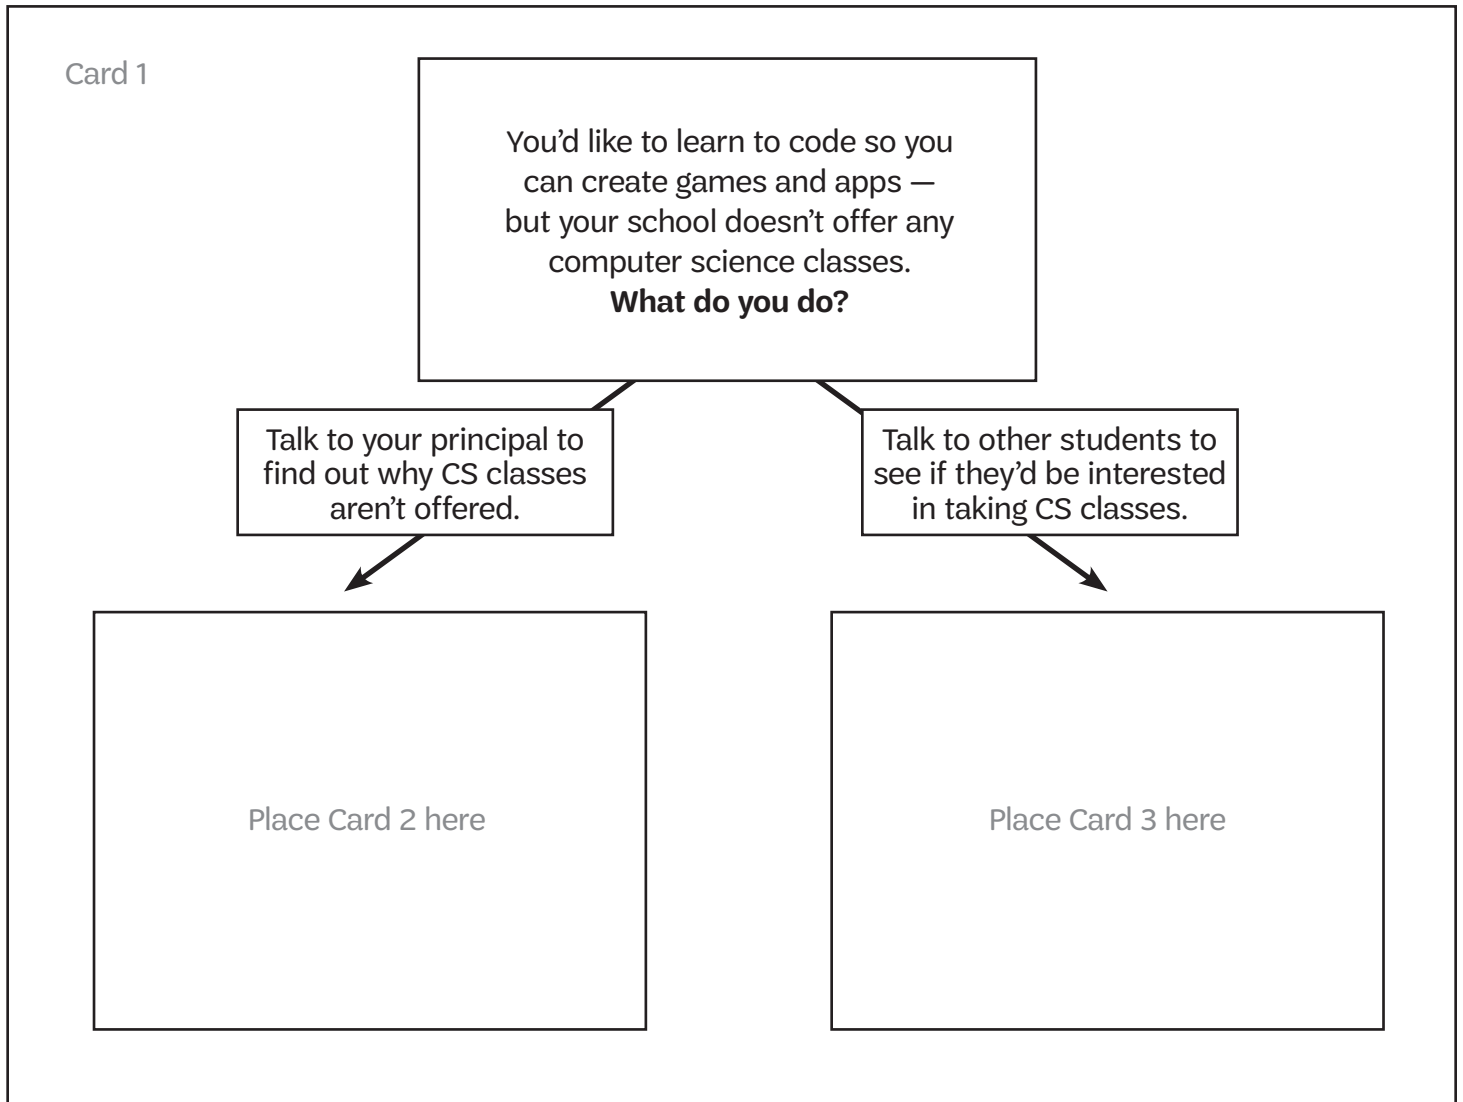 Card 1
You’d like to learn to code so you
can create games and apps —
but your school doesn’t offer any
computer science classes.
What do you do?
Talk to your principal to
find out why CS classes
aren’t offered.
Talk to other students to
see if they’d be interested
in taking CS classes.
Place Card 2 here
Place Card 3 here